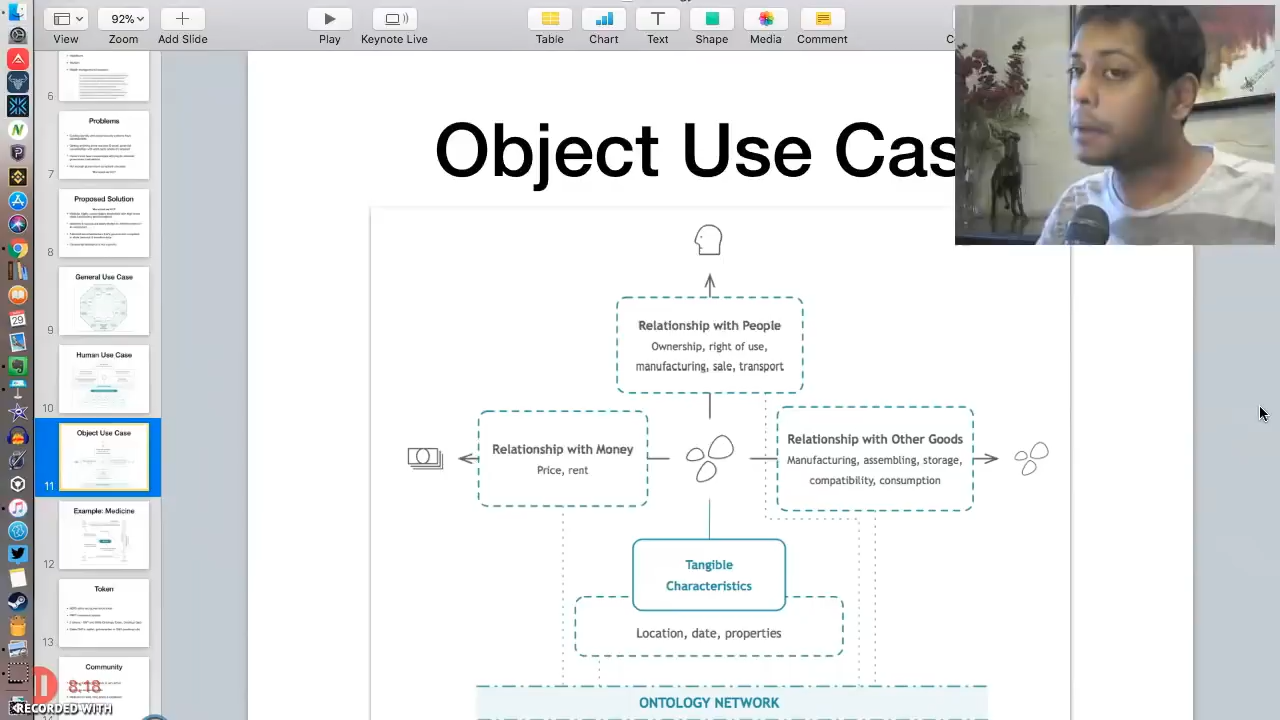 92%
View
Zoom
Add Slide
Play
Keynote Live
Table
Chart
Text
Shape
Media
Comment
C
6
Problems
7
Proposed Solution
8
General Use Case
9
Human Use Case
10
Object Use Case
11
Example: Medicine
12
Token
Community
29
8:18
RECORDED WITH
Object Use Cas
Relationship with People
Ownership, right of use,
manufacturing, sale, transport
Relationship with Money
Price, rent
Relationship with Other Goods
Manufacturing, assembling, storage,
compatibility, consumption
Tangible
Characteristics
Location, date, properties
ONTOLOGY NETWORK